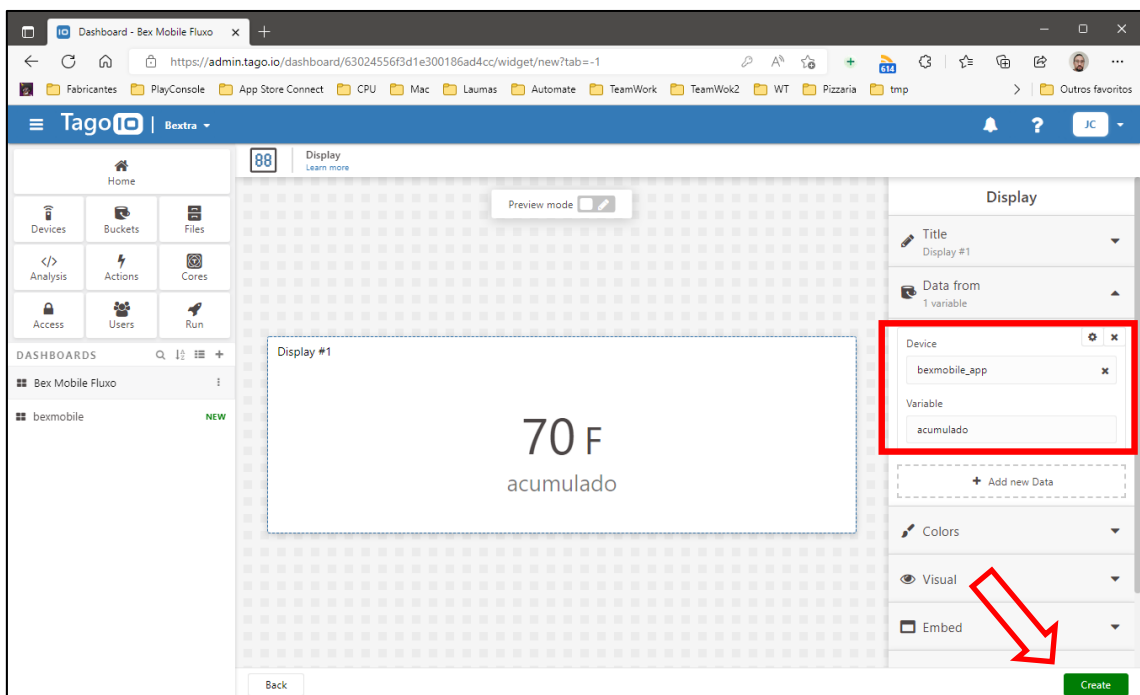 Dashboard - Bex Mobile Fluxo
https://admin.tago.io/dashboard/63024556f3d1e300186ad4cc/widget/new?tab=-1
614
Fabricantes PlayConsole App Store Connect CPU Mac Laumas Automate TeamWork TeamWok2 WT Pizzaria tmp Outros favoritos
TagoIO | Bextra JC
Home
Devices Buckets Files
Analysis Actions Cores
Access Users Run
DASHBOARDS
Bex Mobile Fluxo
bexmobile NEW
88 Display
Learn more
Preview mode
Display #1
70 F
acumulado
Display
Title
Display #1
Data from
1 variable
Device
bexmobile_app
Variable
acumulado
+ Add new Data
Colors
Visual
Embed
Back
Create